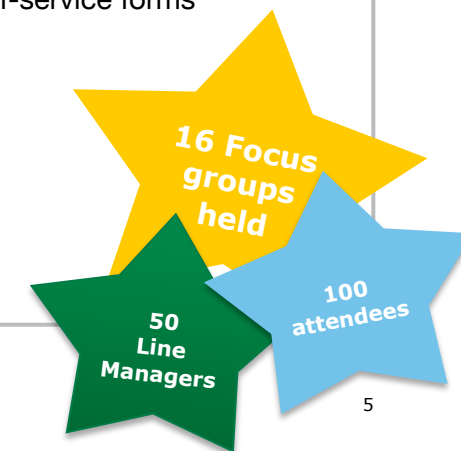 -service forms
16 Focus
groups
held
100
attendees
50
Line
Managers
5